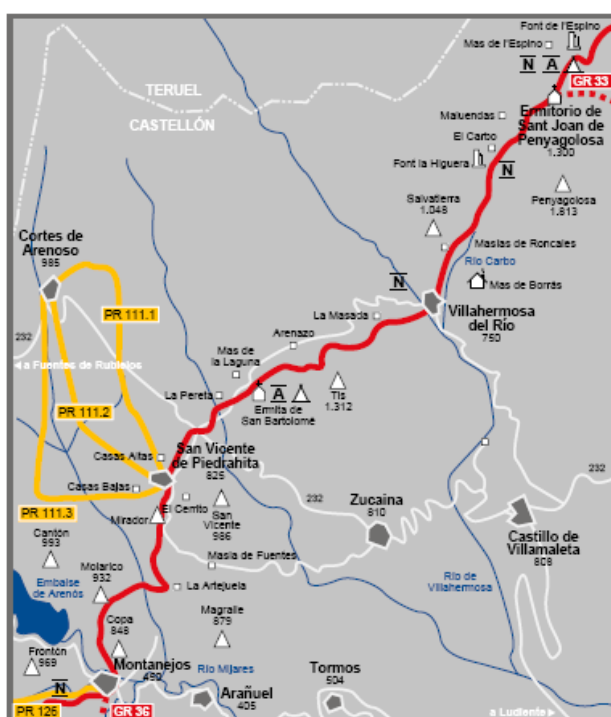 Font de l'Espino
Mas de l'Espino
N A
GR 33
TERUEL
CASTELLÓN
Ermitorio de
Sant Joan de
Penyagolosa
1.300
Maluendas
El Carbo
Font la Higuera
N
Penyagolosa
1.813
Salvatierra
1.048
Masías de Roncales
Río Carbo
Mas de Borrás
Cortes de
Arenoso
985
N
Villahermosa
del Río
750
PR 111.1
La Masada
Arenazo
232
a Fuentes de Rubielos
Mas de
la Laguna
La Pereta
A
Ermita de
San Bartolomé
Tis
1.312
PR 111.2
San Vicente
de Piedrahita
825
Casas Altas
Casas Bajas
El Cerrito
232
Zucaina
810
232
PR 111.3
Mirador
San
Vicente
986
Castillo de
Villamaleta
808
Cantón
993
Molarico
932
Masía de Fuentes
Embalse
de Arenós
La Artejuela
Río de
Villahermosa
Copa
848
Magraile
879
Frontón
969
Montanejos
Río Mijares
Tormos
504
N
Arañuel
405
PR 126
GR 36
a Ludiente